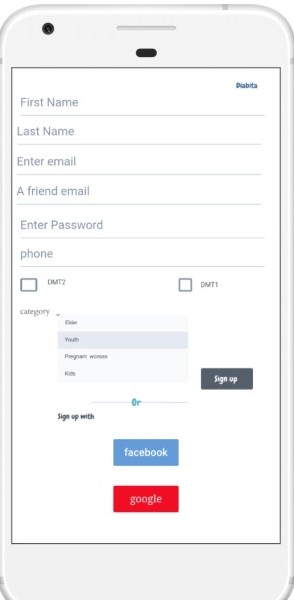 Diabita
First Name
Last Name
Enter email
A friend email
Enter Password
phone
DMT2 DMT1
category
Elder
Youth
Pregnant woman
Kids
Sign up
Or
Sign up with
facebook
google